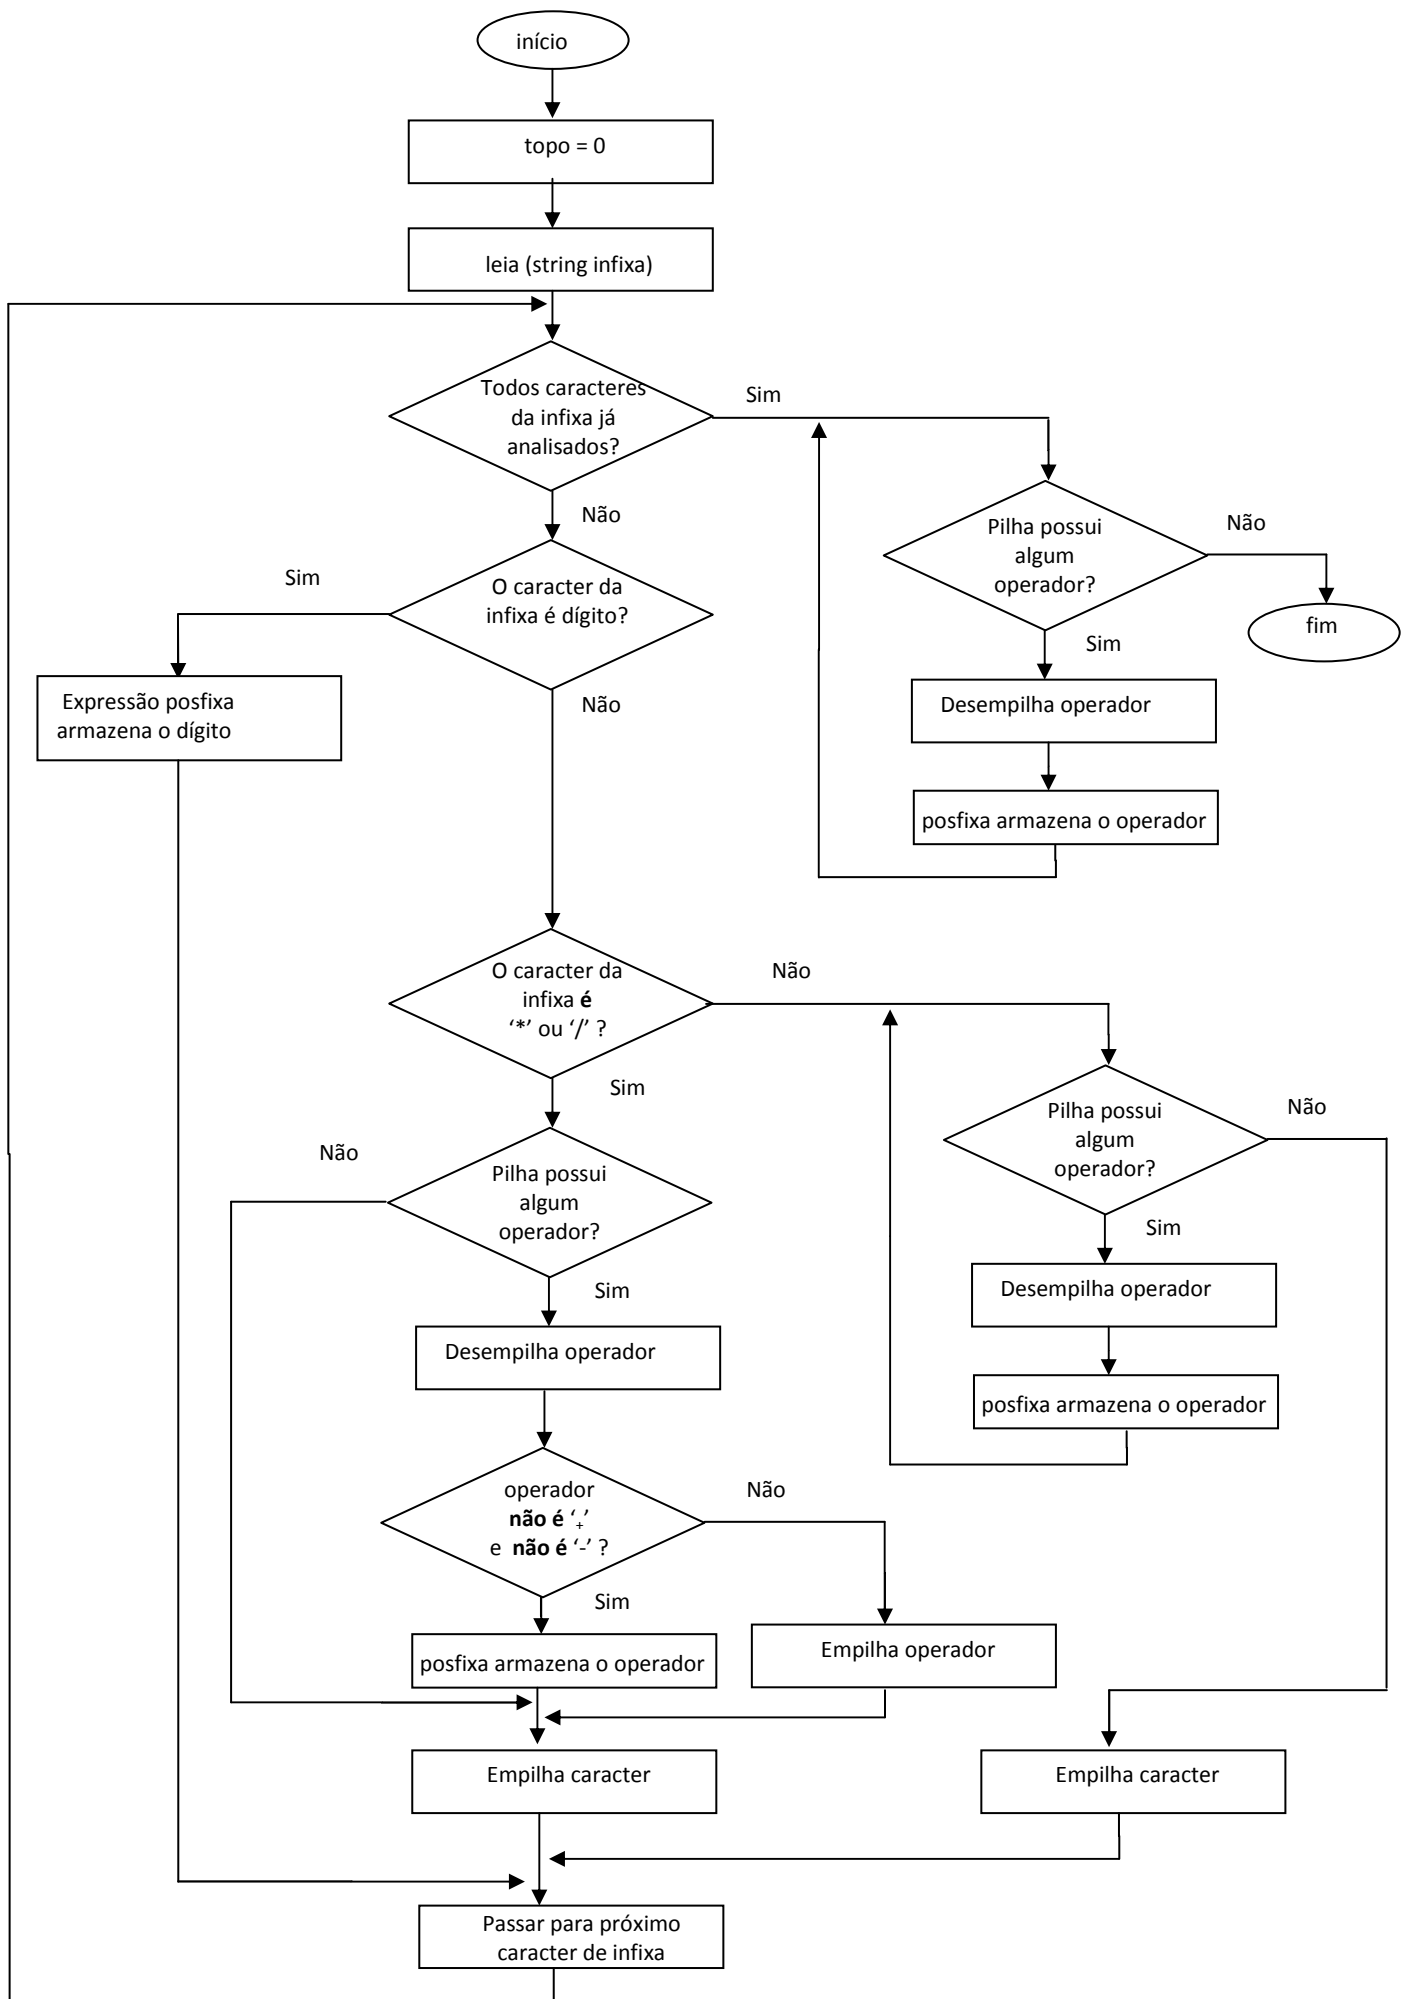 início
topo = 0
leia (string infixa)
Todos caracteres
da infixa já
analisados?
Sim
Não
Pilha possui
algum
operador?
Não
fim
Sim
Desempilha operador
posfixa armazena o operador
O caracter da
infixa é dígito?
Sim
Expressão posfixa
armazena o dígito
Não
O caracter da
infixa é
‘*’ ou ‘/’ ?
Não
Sim
Pilha possui
algum
operador?
Não
Sim
Desempilha operador
posfixa armazena o operador
Não
Pilha possui
algum
operador?
Sim
Desempilha operador
operador
não é ‘+’
e não é ‘-’ ?
Não
Sim
posfixa armazena o operador
Empilha operador
Empilha caracter
Empilha caracter
Passar para próximo
caracter de infixa